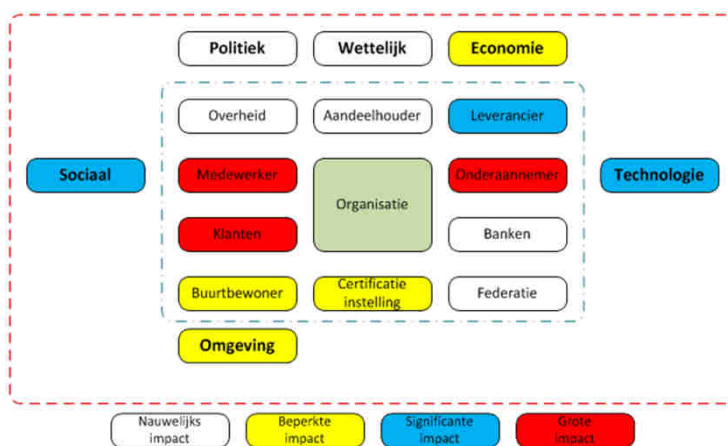 Politiek
Wettelijk
Economie
Overheid
Aandeelhouder
Leverancier
Sociaal
Medewerker
Onderaannemer
Technologie
Organisatie
Klanten
Banken
Buurtbewoner
Certificatie
instelling
Federatie
Omgeving
Nauwelijks
impact
Beperkte
impact
Significante
impact
Grote
impact